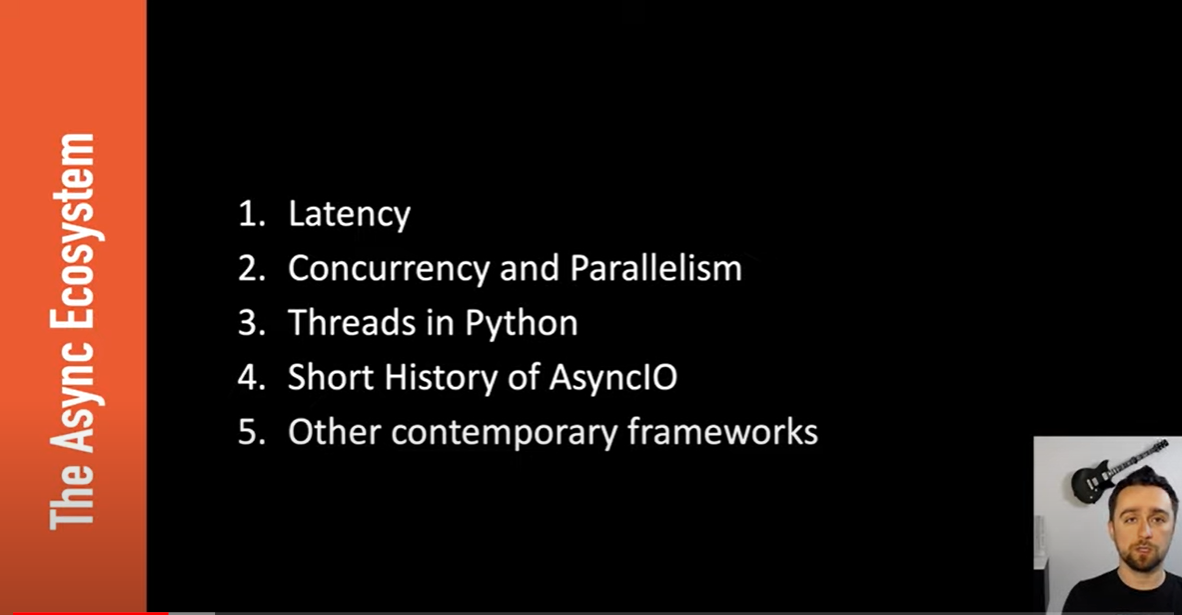 The Async Ecosystem
1. Latency
2. Concurrency and Parallelism
3. Threads in Python
4. Short History of AsyncIO
5. Other contemporary frameworks